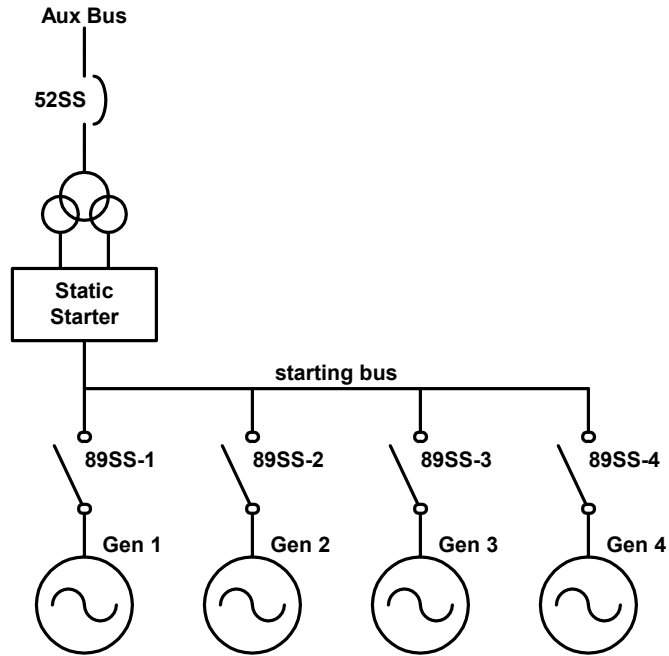 Aux Bus
52SS
Static
Starter
starting bus
89SS-1
89SS-2
89SS-3
89SS-4
Gen 1
Gen 2
Gen 3
Gen 4